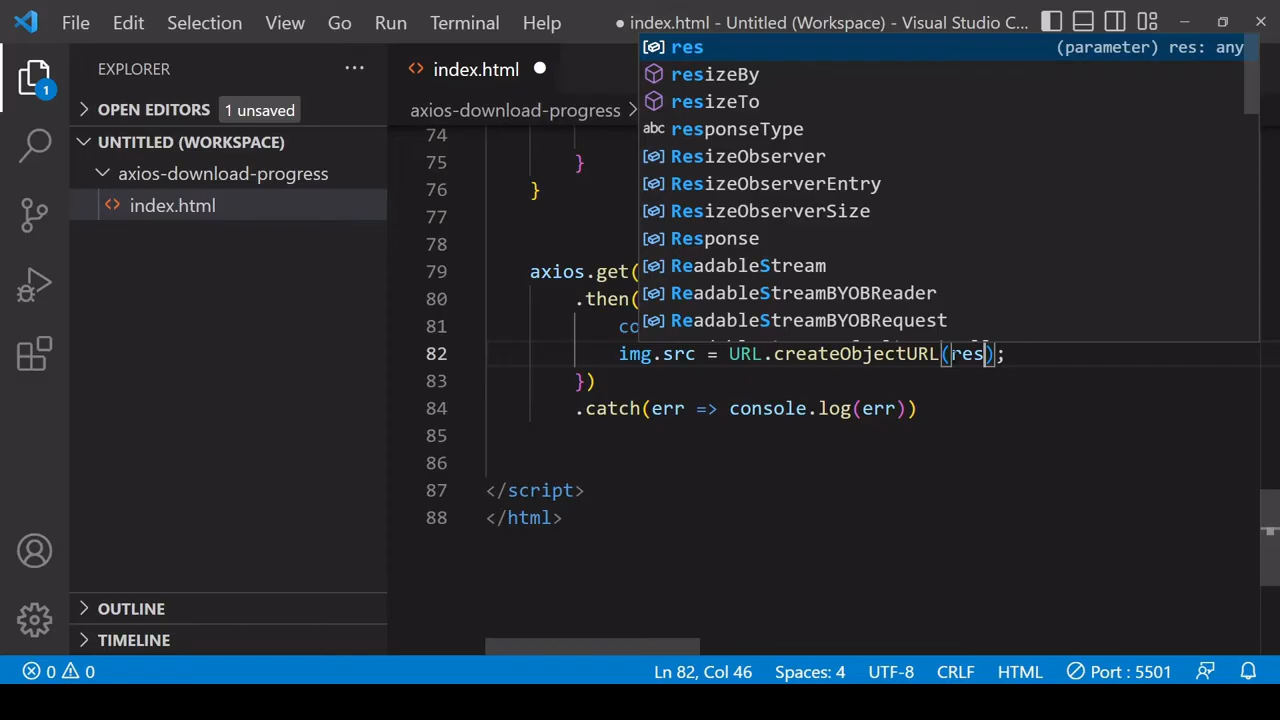 File Edit Selection View Go Run Terminal Help
● index.html - Untitled (Workspace) - Visual Studio C...
EXPLORER
1
OPEN EDITORS 1 unsaved
UNTITLED (WORKSPACE)
axios-download-progress
index.html
OUTLINE
TIMELINE
index.html
axios-download-progress
74
75 }
76 }
77
78
79 axios.get(
80 .then(
81 co
82 img.src = URL.createObjectURL(res);
83 })
84 .catch(err => console.log(err))
85
86
87 </script>
88 </html>
res (parameter) res: any
resizeBy
resizeTo
abc responseType
ResizeObserver
ResizeObserverEntry
ResizeObserverSize
Response
ReadableStream
ReadableStreamBYOBReader
ReadableStreamBYOBRequest
0 0 Ln 82, Col 46 Spaces: 4 UTF-8 CRLF HTML Port : 5501